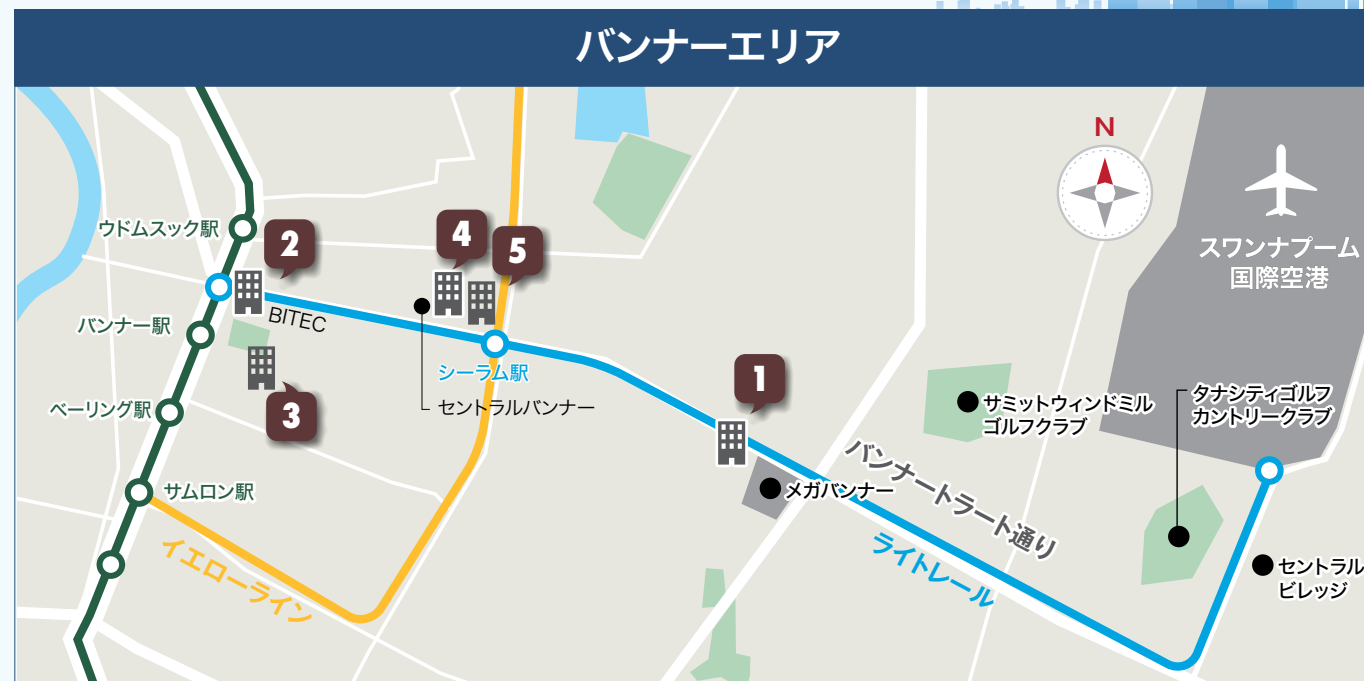 バンナーエリア
N
スワンナプーム
国際空港
ウドムスック駅
2
4
5
BITEC
バンナー駅
シーラム駅
セントラルバンナー
1
3
ベーリング駅
サムロン駅
サミットウィンドミル
ゴルフクラブ
タナシティゴルフ
カントリークラブ
バンナートラート通り
メガバンナー
イエローライン
ライトレール
セントラル
ビレッジ